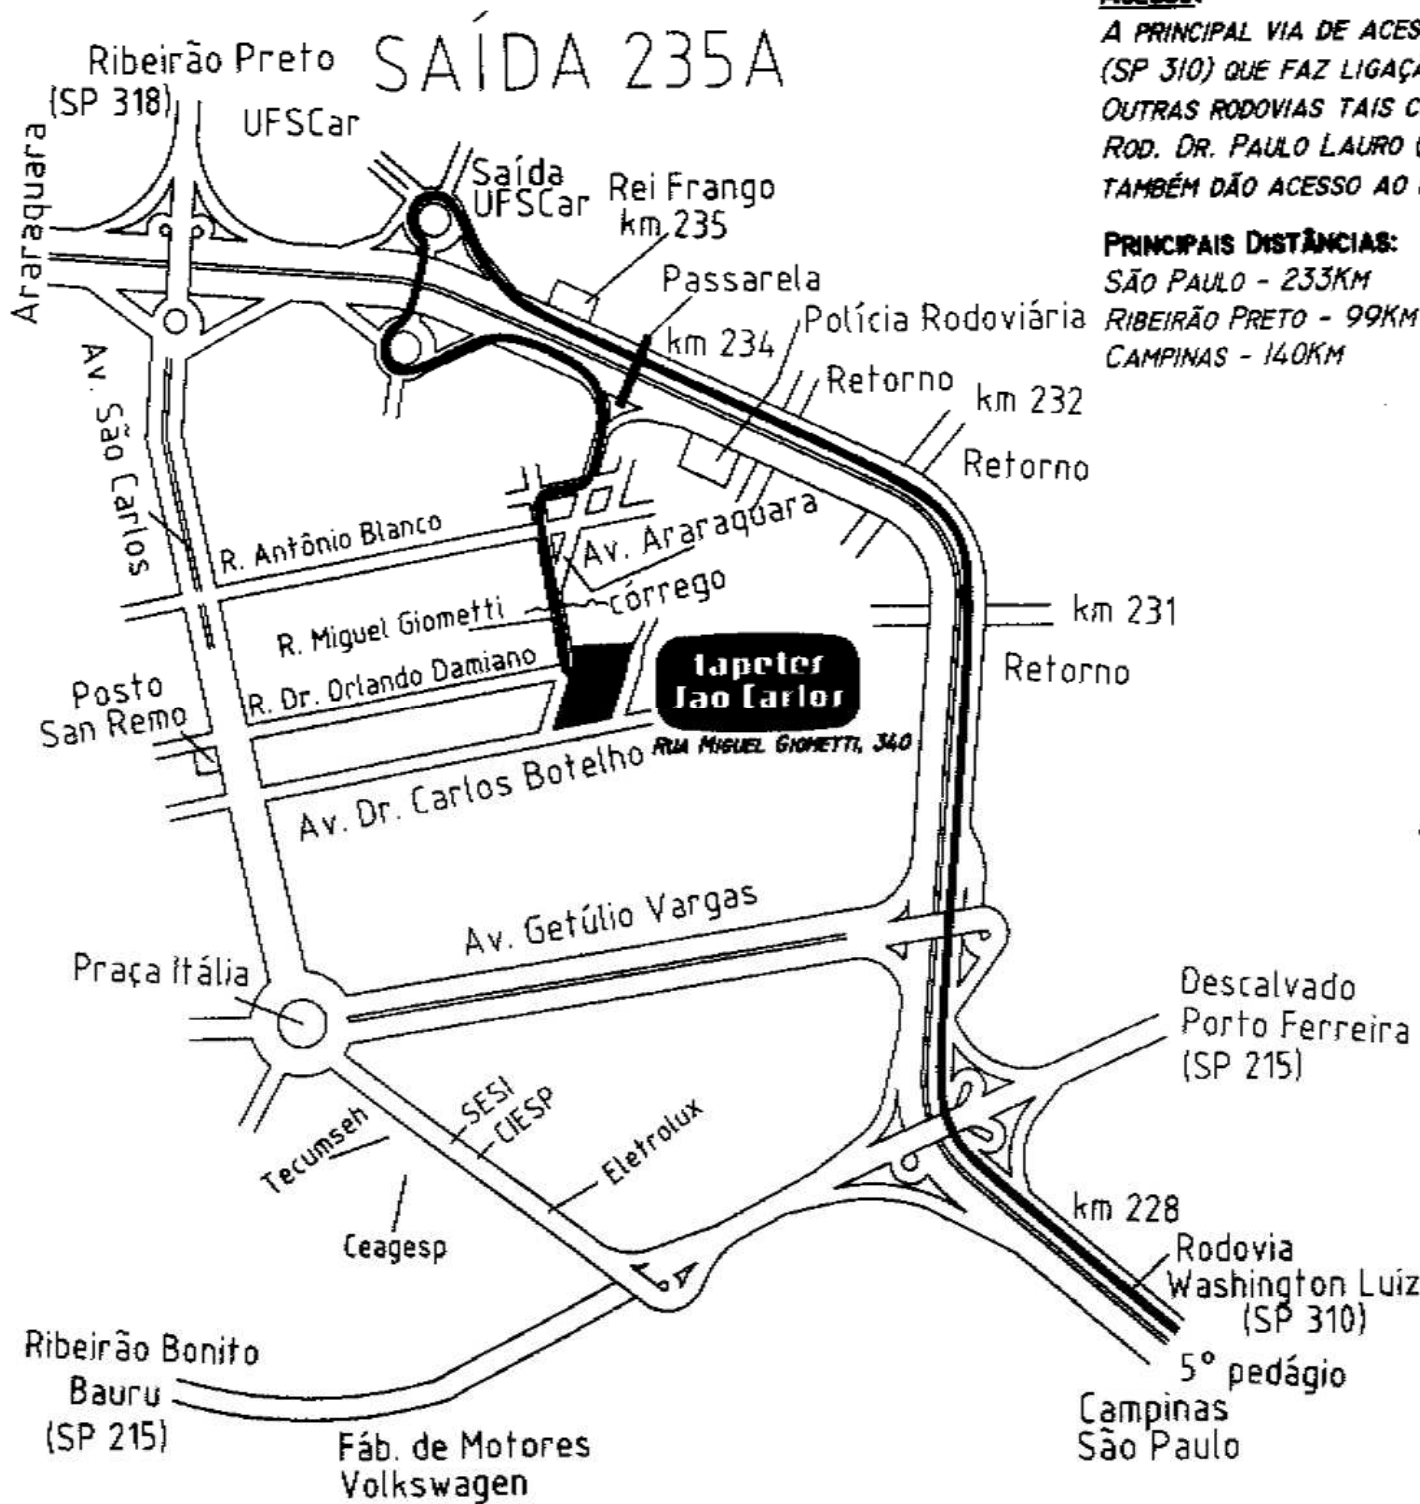 SAÍDA 235A
Ribeirão Preto
(SP 318)
UFSCar
Araraquara
Saída
UFSCar
Rei Frango
km 235
Passarela
km 234
Polícia Rodoviária
Retorno
km 232
Retorno
A PRINCIPAL VIA DE ACES
(SP 310) QUE FAZ LIGAÇÃ
OUTRAS RODOVIAS TAIS C
ROD. DR. PAULO LAURO (
TAMBÉM DÃO ACESSO AO
PRINCIPAIS DISTÂNCIAS:
SÃO PAULO - 233KM
RIBEIRÃO PRETO - 99KM
CAMPINAS - 140KM
Av. São Carlos
R. Antônio Blanco
Av. Araraquara
córrego
R. Miguel Giometti
R. Dr. Orlando Damiano
km 231
Retorno
Posto
San Remo
Tapetes
Sao Carlos
RUA MIGUEL GIOMETTI, 340
Av. Dr. Carlos Botelho
Av. Getúlio Vargas
Praça Itália
Descalvado
Porto Ferreira
(SP 215)
SESI
CIESP
Tecumseh
Eletrolux
Ceagesp
km 228
Rodovia
Washington Luiz
(SP 310)
5° pedágio
Campinas
São Paulo
Ribeirão Bonito
Bauru
(SP 215)
Fáb. de Motores
Volkswagen